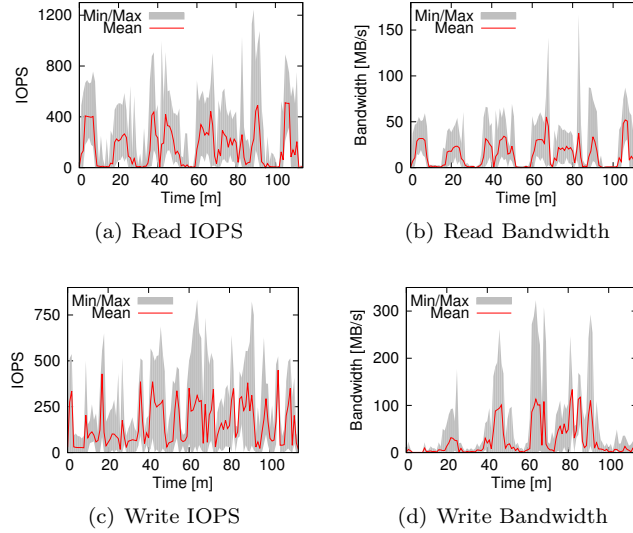 Min/Max
Mean
IOPS
1200
800
400
0
0 20 40 60 80 100
Time [m]
(a) Read IOPS
Min/Max
Mean
Bandwidth [MB/s]
150
100
50
0
0 20 40 60 80 100
Time [m]
(b) Read Bandwidth
Min/Max
Mean
IOPS
750
500
250
0
0 20 40 60 80 100
Time [m]
(c) Write IOPS
Min/Max
Mean
Bandwidth [MB/s]
300
200
100
0
0 20 40 60 80 100
Time [m]
(d) Write Bandwidth